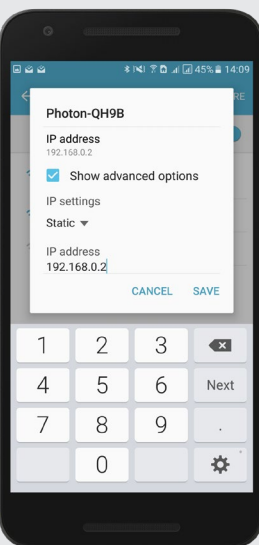 45% 14:09
RE
Photon-QH9B
IP address
192.168.0.2
Show advanced options
IP settings
Static
IP address
192.168.0.2
CANCEL SAVE
1 2 3
4 5 6 Next
7 8 9 .
0